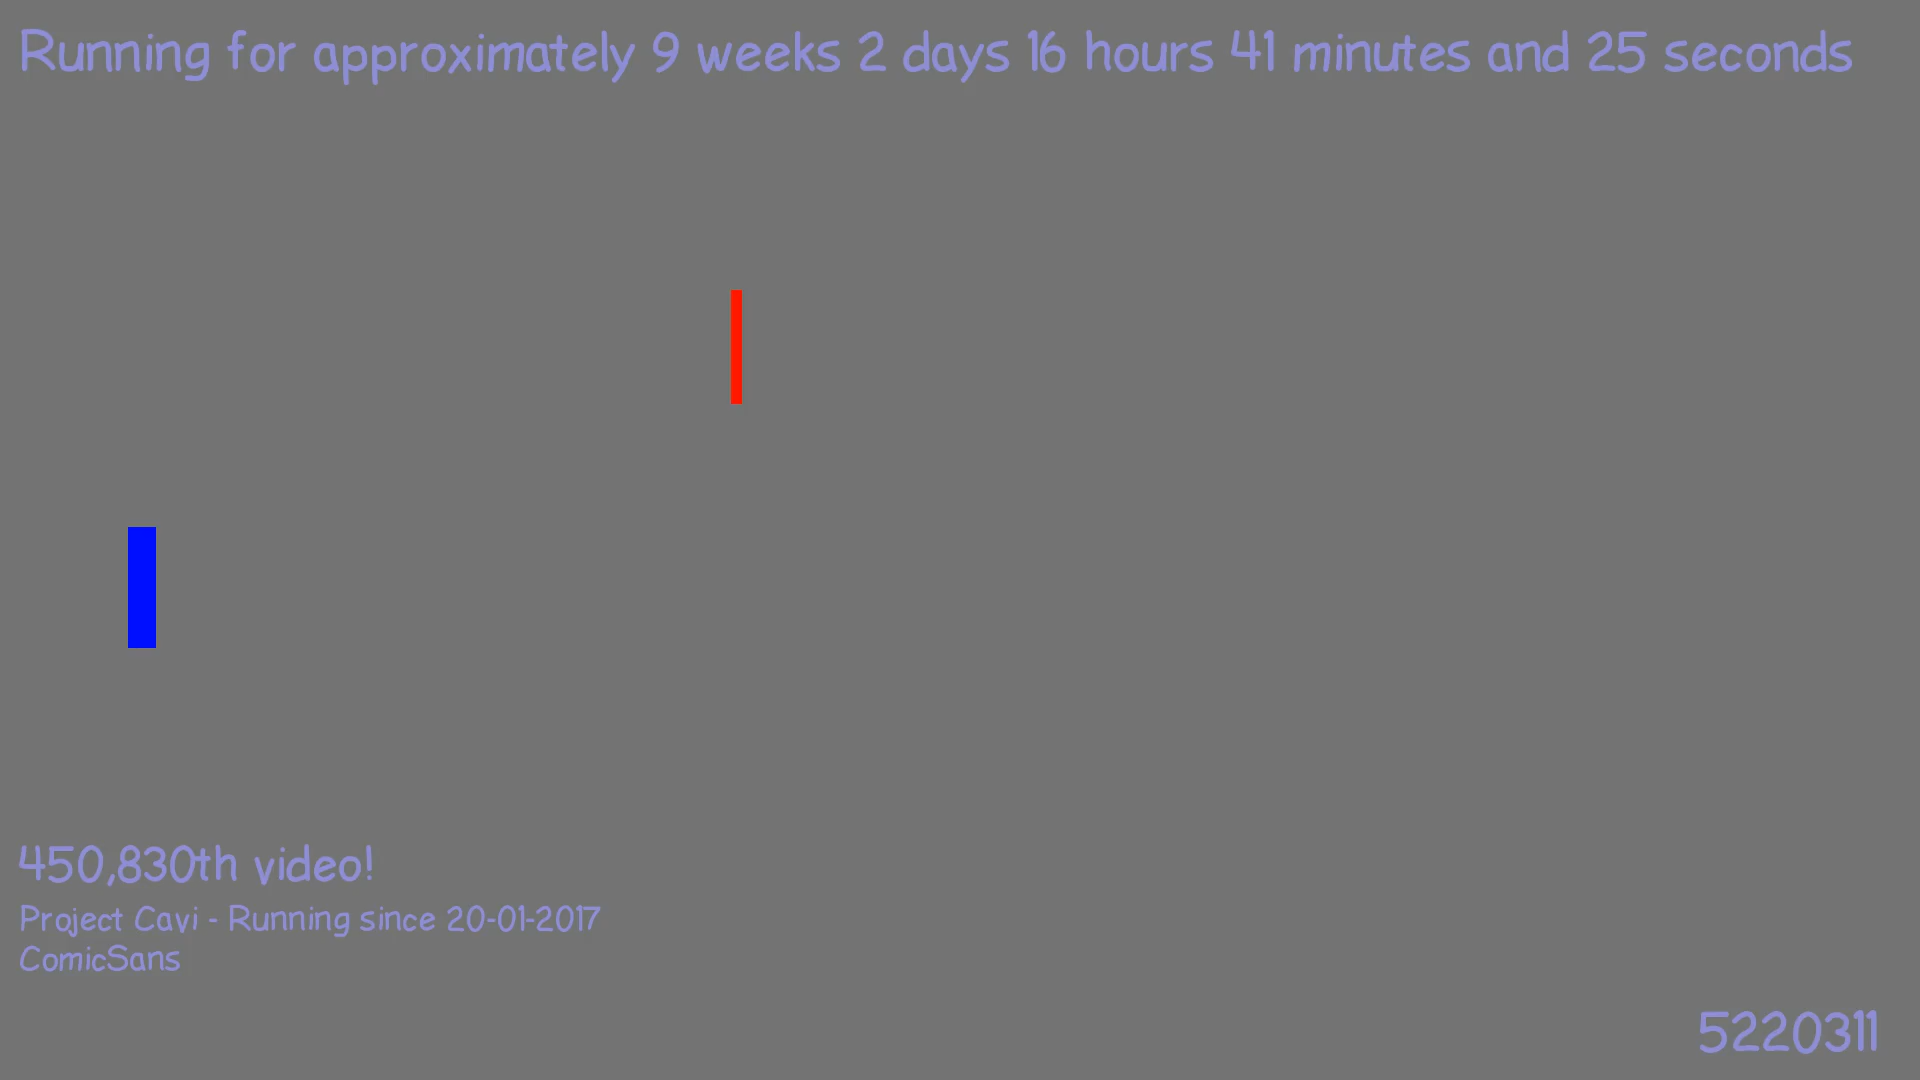 Running for approximately 9 weeks 2 days 16 hours 41 minutes and 25 seconds
450,830th video!
Project Cavi - Running since 20-01-2017
ComicSans
5220311